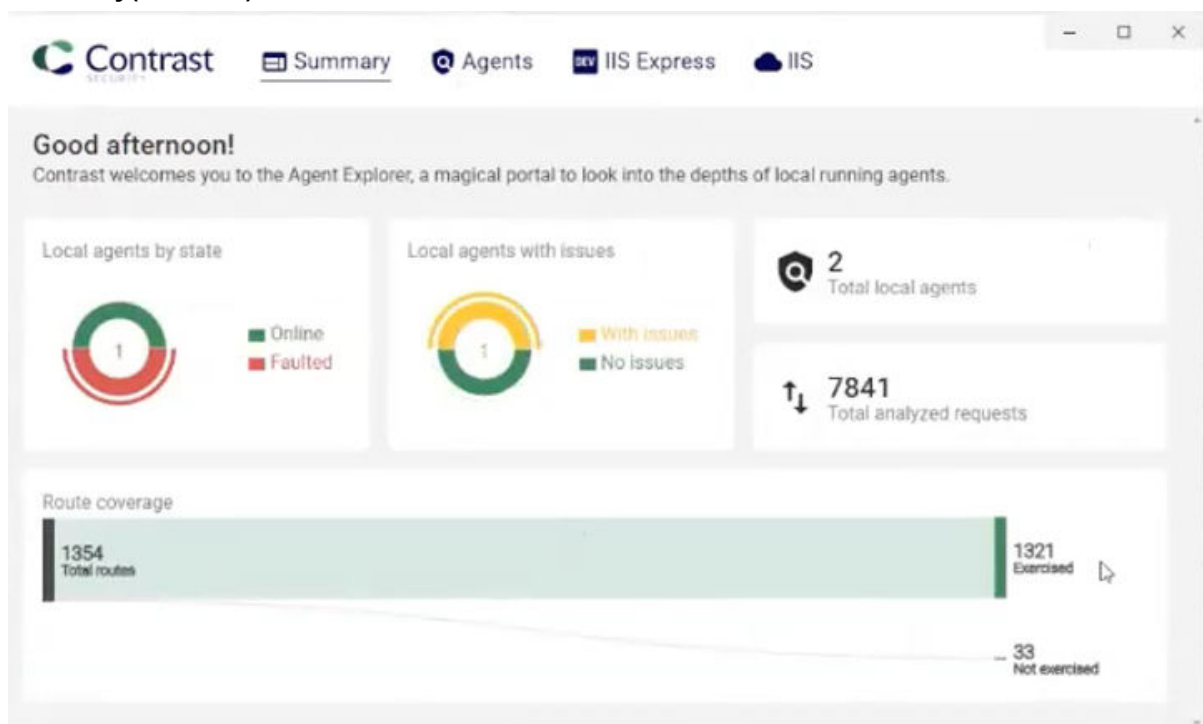 Contrast
SECURITY
Summary
Agents
DEV
IIS Express
IIS
Good afternoon!
Contrast welcomes you to the Agent Explorer, a magical portal to look into the depths of local running agents.
Local agents by state
1
Online
Faulted
Local agents with issues
1
With issues
No issues
2
Total local agents
7841
Total analyzed requests
Route coverage
1354
Total routes
1321
Exercised
33
Not exercised